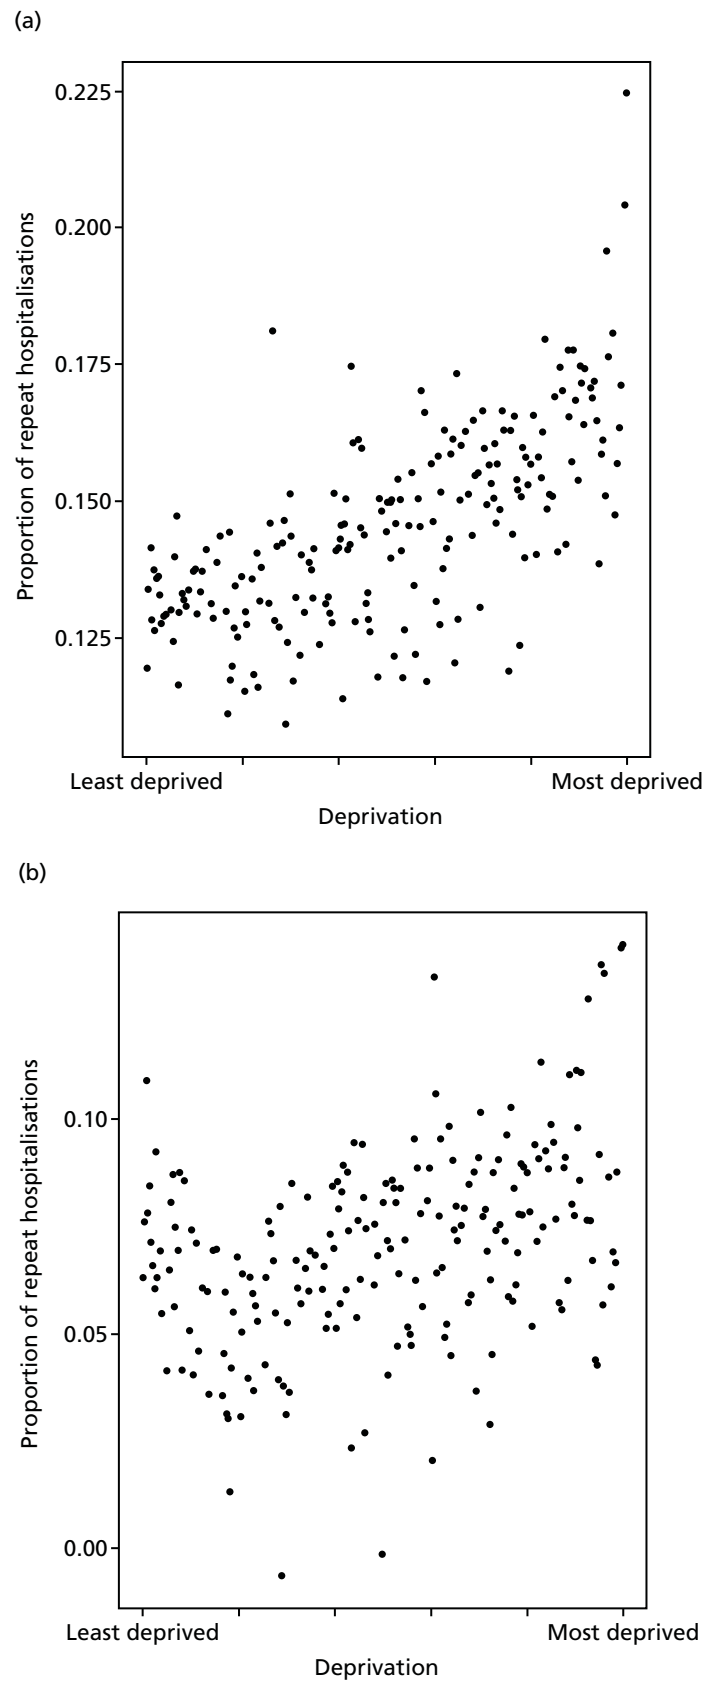 (a)
Proportion of repeat hospitalisations
0.225
0.200
0.175
0.150
0.125
Least deprived
Most deprived
Deprivation
(b)
Proportion of repeat hospitalisations
0.10
0.05
0.00
Least deprived
Most deprived
Deprivation